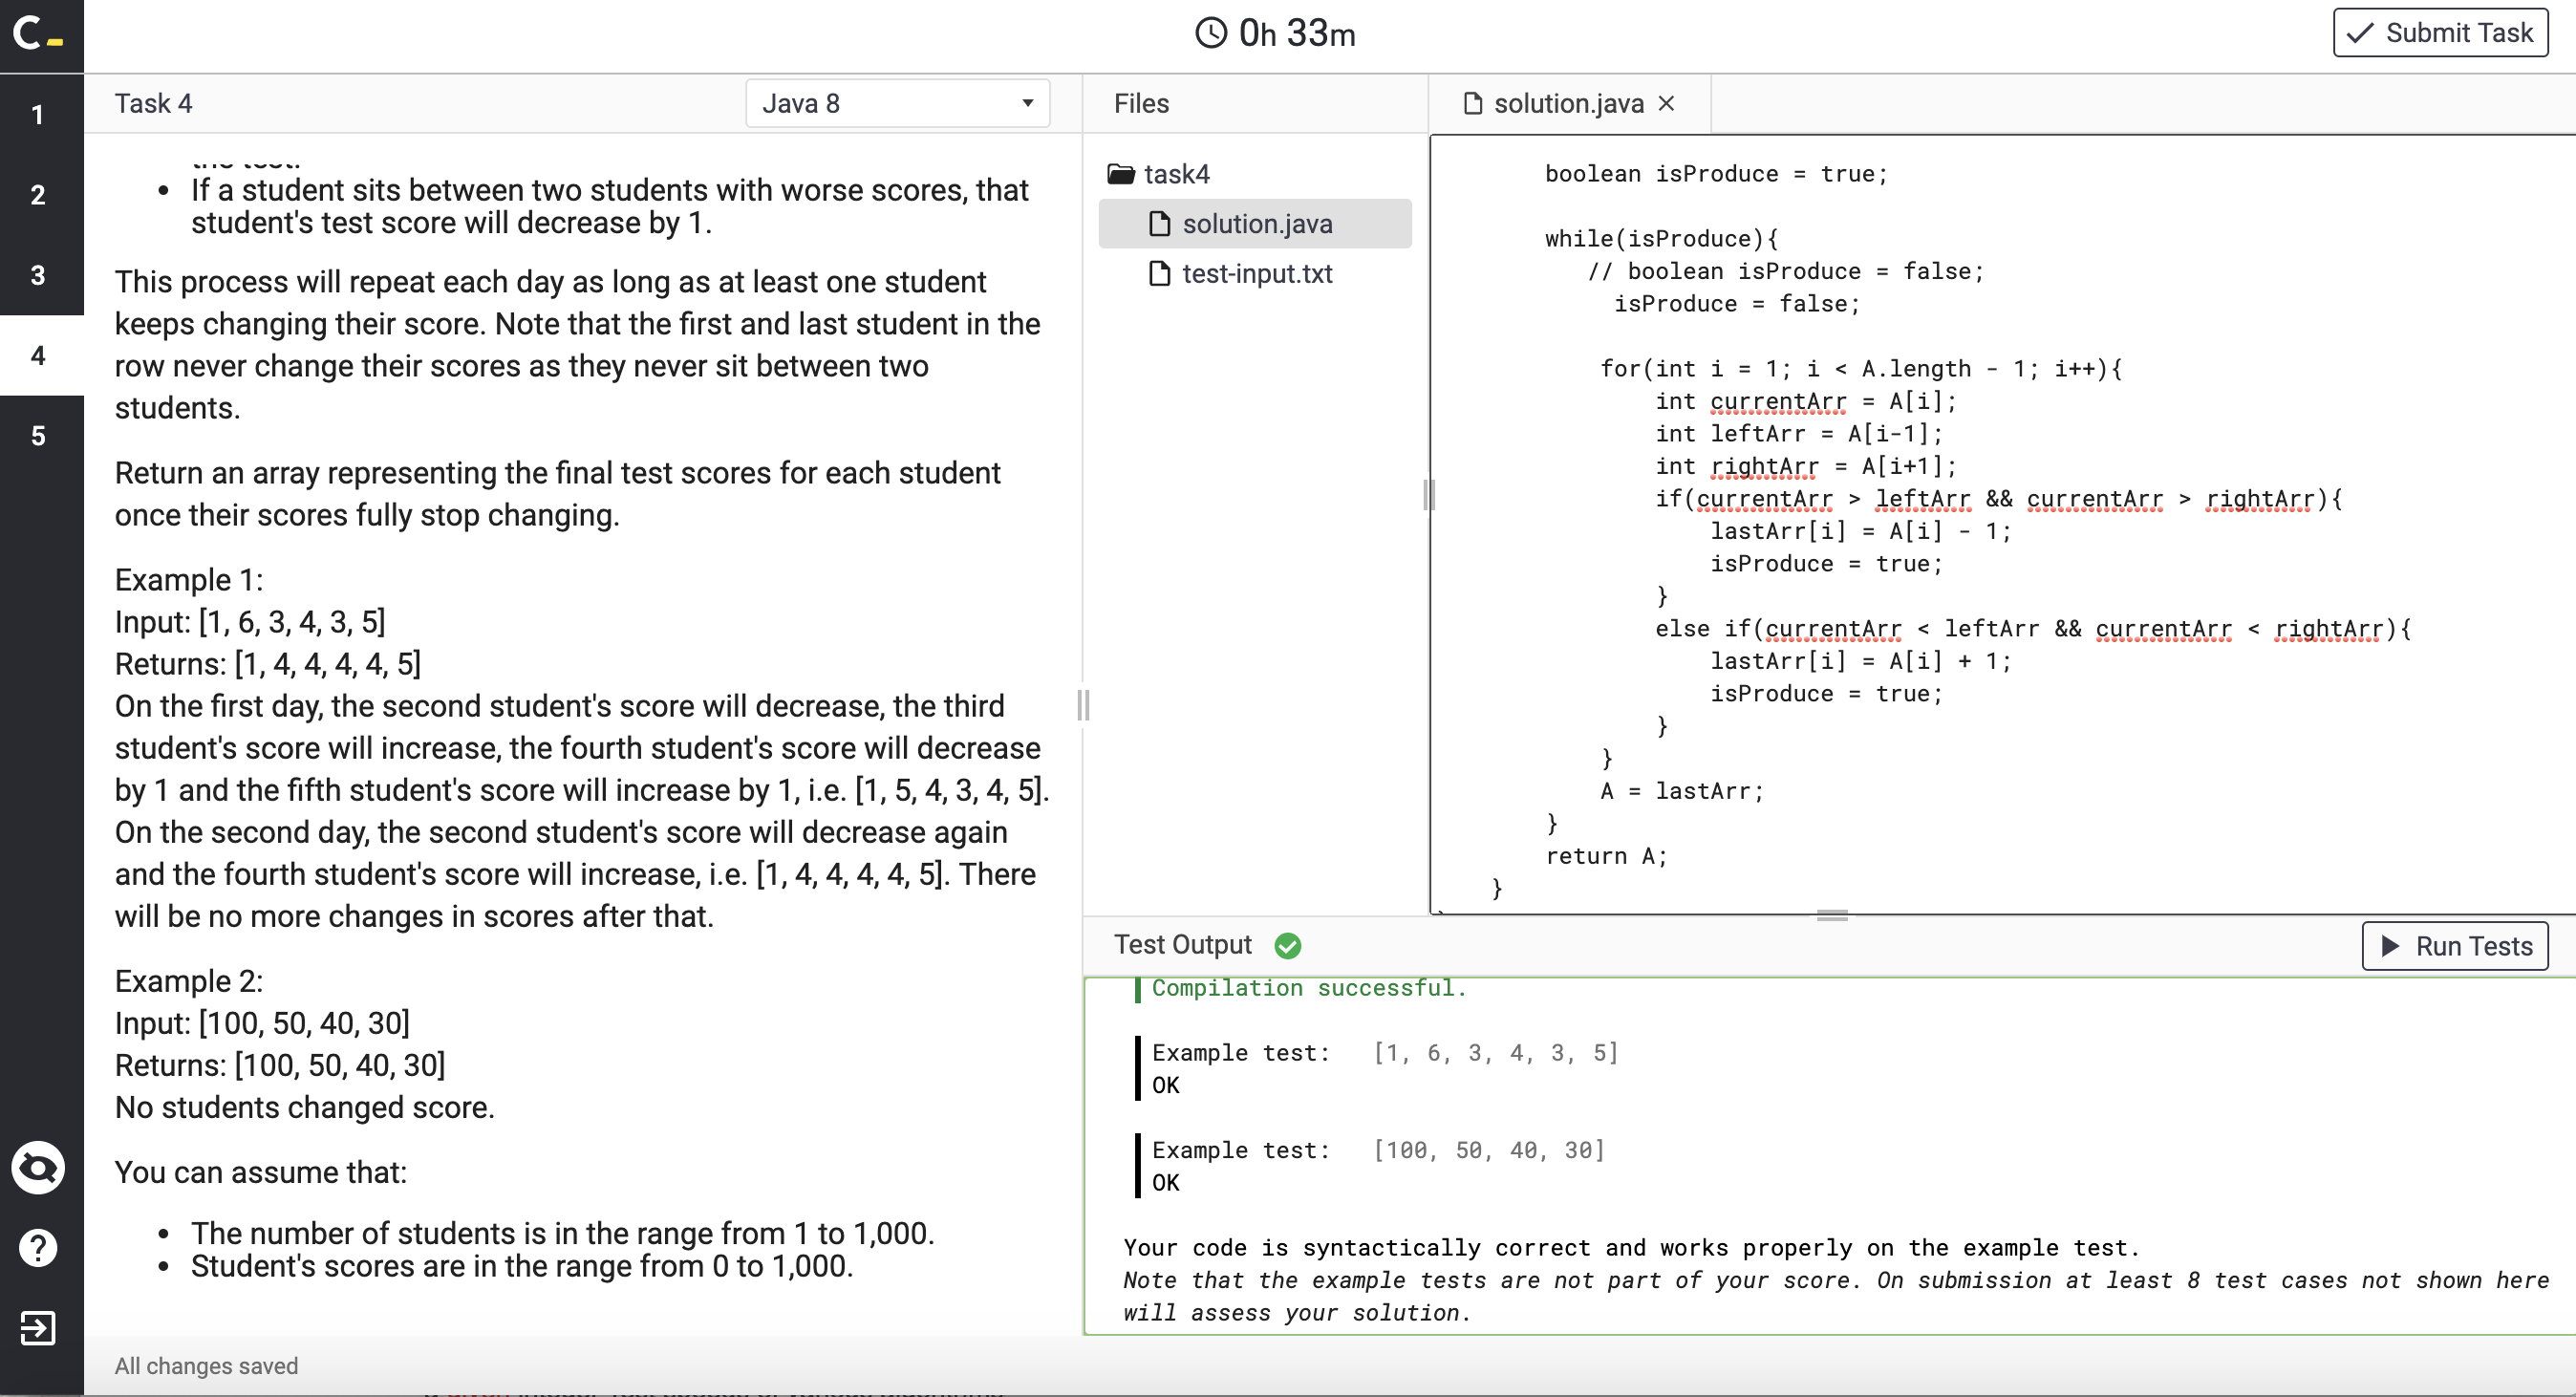 C_
0h 33m
Submit Task
1
2
3
4
5
Task 4
Java 8
the test.
• If a student sits between two students with worse scores, that
student's test score will decrease by 1.
This process will repeat each day as long as at least one student
keeps changing their score. Note that the first and last student in the
row never change their scores as they never sit between two
students.
Return an array representing the final test scores for each student
once their scores fully stop changing.
Example 1:
Input: [1, 6, 3, 4, 3, 5]
Returns: [1, 4, 4, 4, 4, 5]
On the first day, the second student's score will decrease, the third
student's score will increase, the fourth student's score will decrease
by 1 and the fifth student's score will increase by 1, i.e. [1, 5, 4, 3, 4, 5].
On the second day, the second student's score will decrease again
and the fourth student's score will increase, i.e. [1, 4, 4, 4, 4, 5]. There
will be no more changes in scores after that.
Example 2:
Input: [100, 50, 40, 30]
Returns: [100, 50, 40, 30]
No students changed score.
You can assume that:
• The number of students is in the range from 1 to 1,000.
• Student's scores are in the range from 0 to 1,000.
All changes saved
Files
task4
solution.java
test-input.txt
solution.java ×
boolean isProduce = true;
while(isProduce){
// boolean isProduce = false;
isProduce = false;
for(int i = 1; i < A.length - 1; i++){
int currentArr = A[i];
int leftArr = A[i-1];
int rightArr = A[i+1];
if(currentArr > leftArr && currentArr > rightArr){
lastArr[i] = A[i] - 1;
isProduce = true;
}
else if(currentArr < leftArr && currentArr < rightArr){
lastArr[i] = A[i] + 1;
isProduce = true;
}
}
A = lastArr;
}
return A;
}
Test Output
Run Tests
Compilation successful.
Example test: [1, 6, 3, 4, 3, 5]
OK
Example test: [100, 50, 40, 30]
OK
Your code is syntactically correct and works properly on the example test.
Note that the example tests are not part of your score. On submission at least 8 test cases not shown here
will assess your solution.